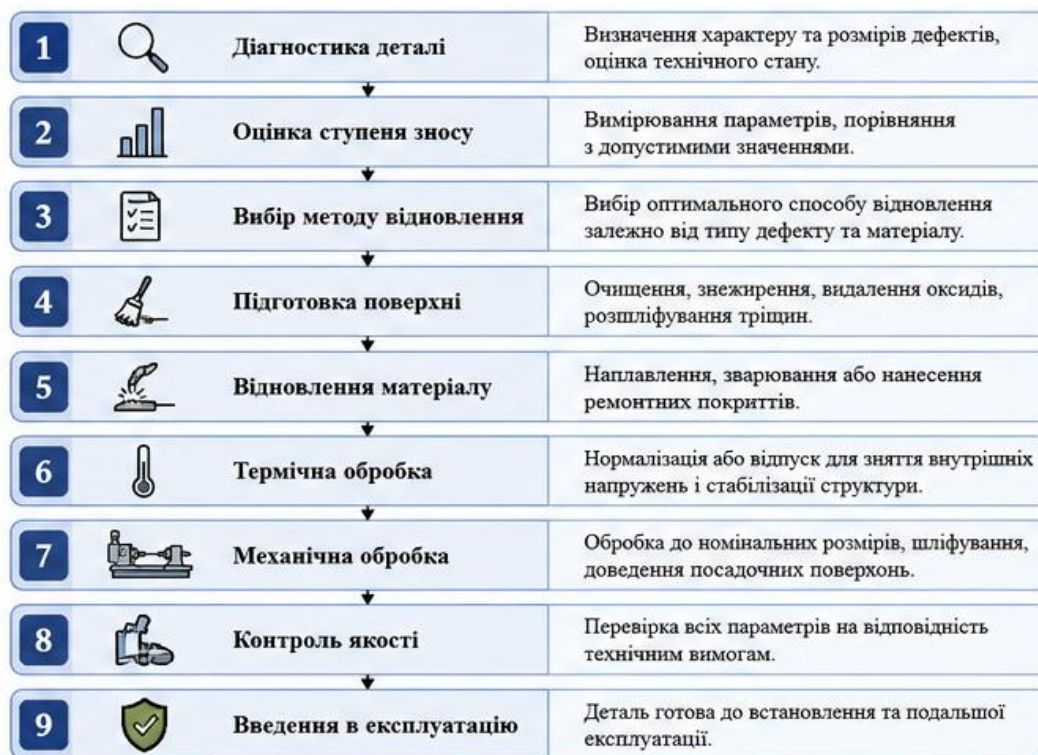 1
Діагностика деталі
Визначення характеру та розмірів дефектів,
оцінка технічного стану.
2
Оцінка ступеня зносу
Вимірювання параметрів, порівняння
з допустимими значеннями.
3
Вибір методу відновлення
Вибір оптимального способу відновлення
залежно від типу дефекту та матеріалу.
4
Підготовка поверхні
Очищення, знежирення, видалення оксидів,
розшліфування тріщин.
5
Відновлення матеріалу
Наплавлення, зварювання або нанесення
ремонтних покриттів.
6
Термічна обробка
Нормалізація або відпуск для зняття внутрішніх
напружень і стабілізації структури.
7
Механічна обробка
Обробка до номінальних розмірів, шліфування,
доведення посадочних поверхонь.
8
Контроль якості
Перевірка всіх параметрів на відповідність
технічним вимогам.
9
Введення в експлуатацію
Деталь готова до встановлення та подальшої
експлуатації.